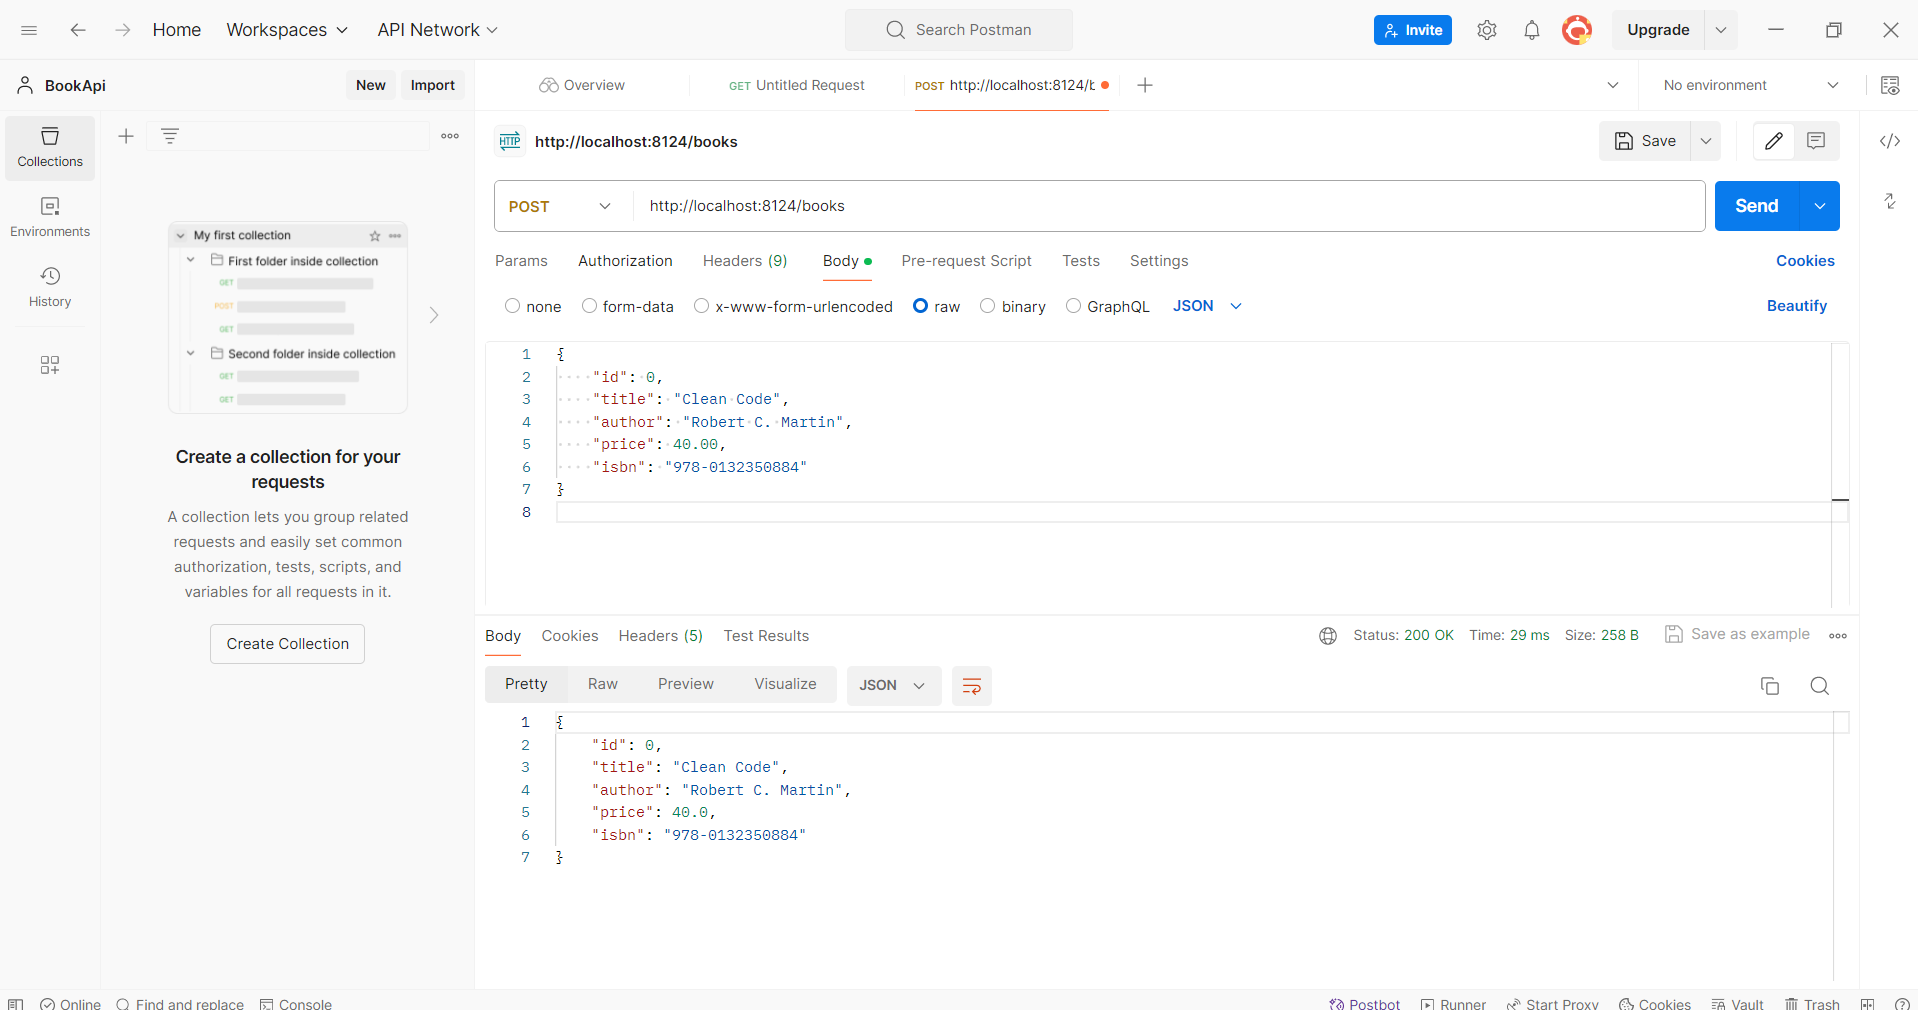 Home Workspaces API Network Search Postman Invite Upgrade
BookApi New Import Overview GET Untitled Request POST http://localhost:8124/b No environment
Collections
Environments
History
My first collection
First folder inside collection
GET
POST
GET
Second folder inside collection
GET
GET
Create a collection for your
requests
A collection lets you group related
requests and easily set common
authorization, tests, scripts, and
variables for all requests in it.
Create Collection
HTTP http://localhost:8124/books Save
POST http://localhost:8124/books Send
Params Authorization Headers (9) Body Pre-request Script Tests Settings Cookies
none form-data x-www-form-urlencoded raw binary GraphQL JSON Beautify
1 {
2 "id": 0,
3 "title": "Clean Code",
4 "author": "Robert C. Martin",
5 "price": 40.00,
6 "isbn": "978-0132350884"
7 }
8
Body Cookies Headers (5) Test Results Status: 200 OK Time: 29 ms Size: 258 B Save as example
Pretty Raw Preview Visualize JSON
1 {
2 "id": 0,
3 "title": "Clean Code",
4 "author": "Robert C. Martin",
5 "price": 40.0,
6 "isbn": "978-0132350884"
7 }
Online Find and replace Console Postbot Runner Start Proxy Cookies Vault Trash